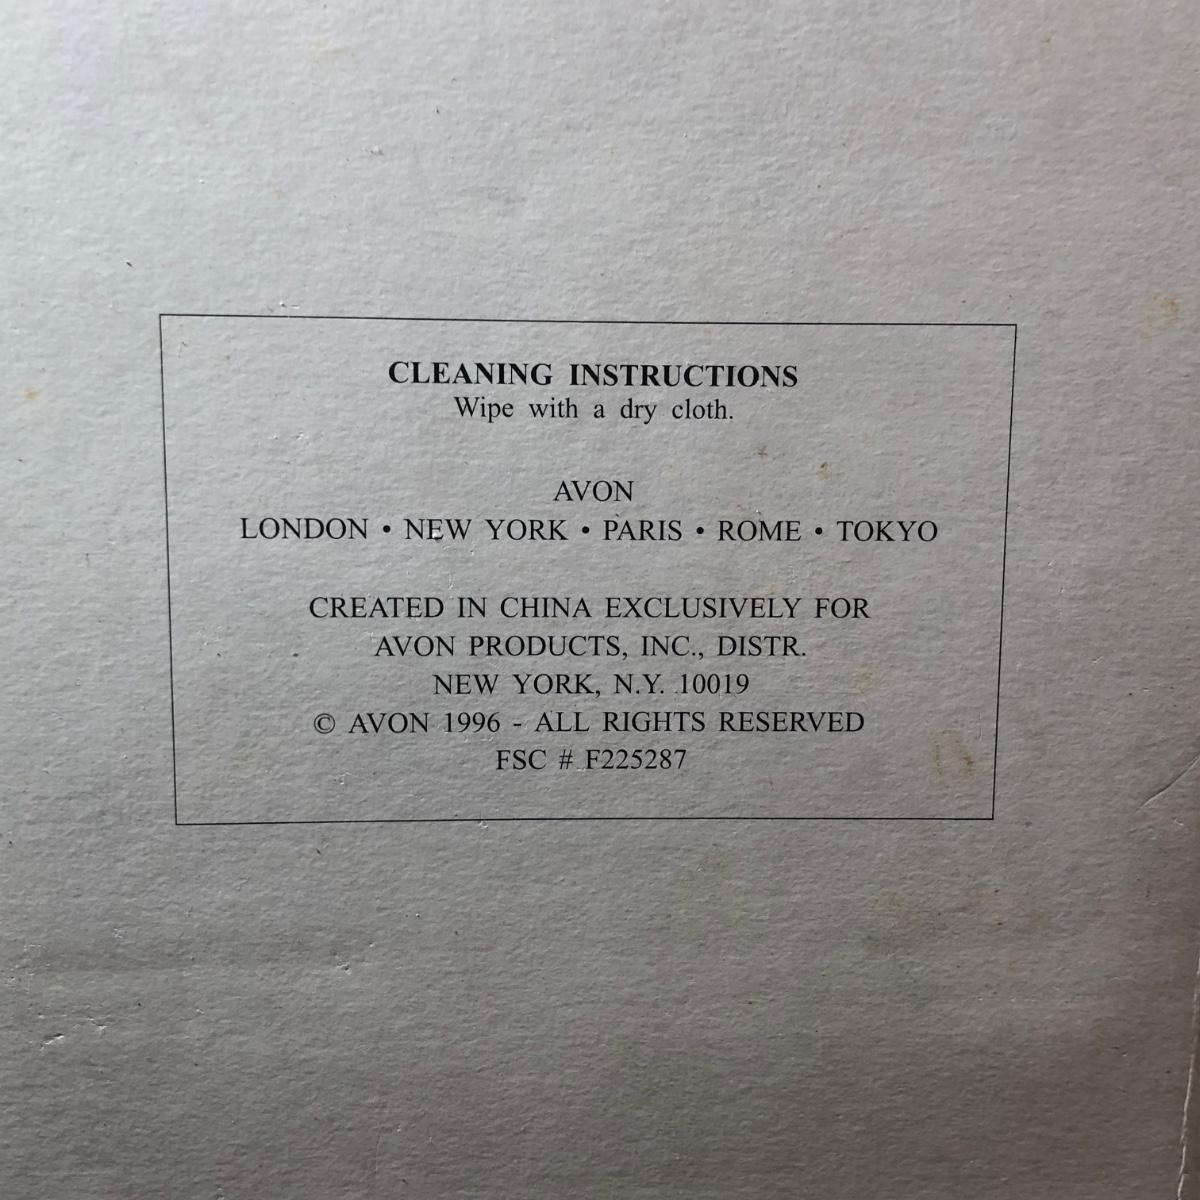 CLEANING INSTRUCTIONS
Wipe with a dry cloth.
AVON
LONDON • NEW YORK • PARIS • ROME • TOKYO
CREATED IN CHINA EXCLUSIVELY FOR
AVON PRODUCTS, INC., DISTR.
NEW YORK, N.Y. 10019
© AVON 1996 - ALL RIGHTS RESERVED
FSC # F225287